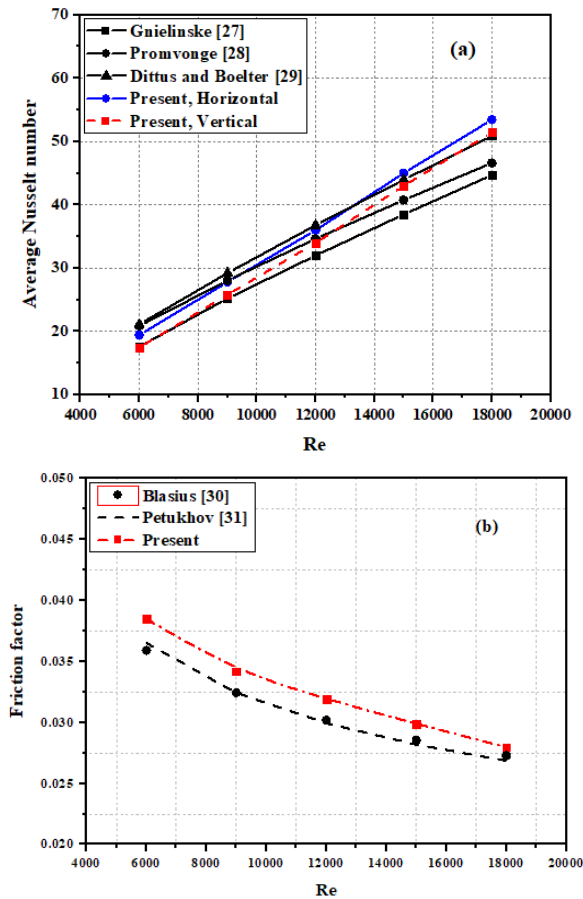 70
60
50
40
30
20
10
Average Nusselt number
Gnielinske [27]
Promvonge [28]
Dittus and Boelter [29]
Present, Horizontal
Present, Vertical
(a)
4000 6000 8000 10000 12000 14000 16000 18000 20000
Re
0.050
0.045
0.040
0.035
0.030
0.025
0.020
Friction factor
Blasius [30]
Petukhov [31]
Present
(b)
4000 6000 8000 10000 12000 14000 16000 18000 20000
Re